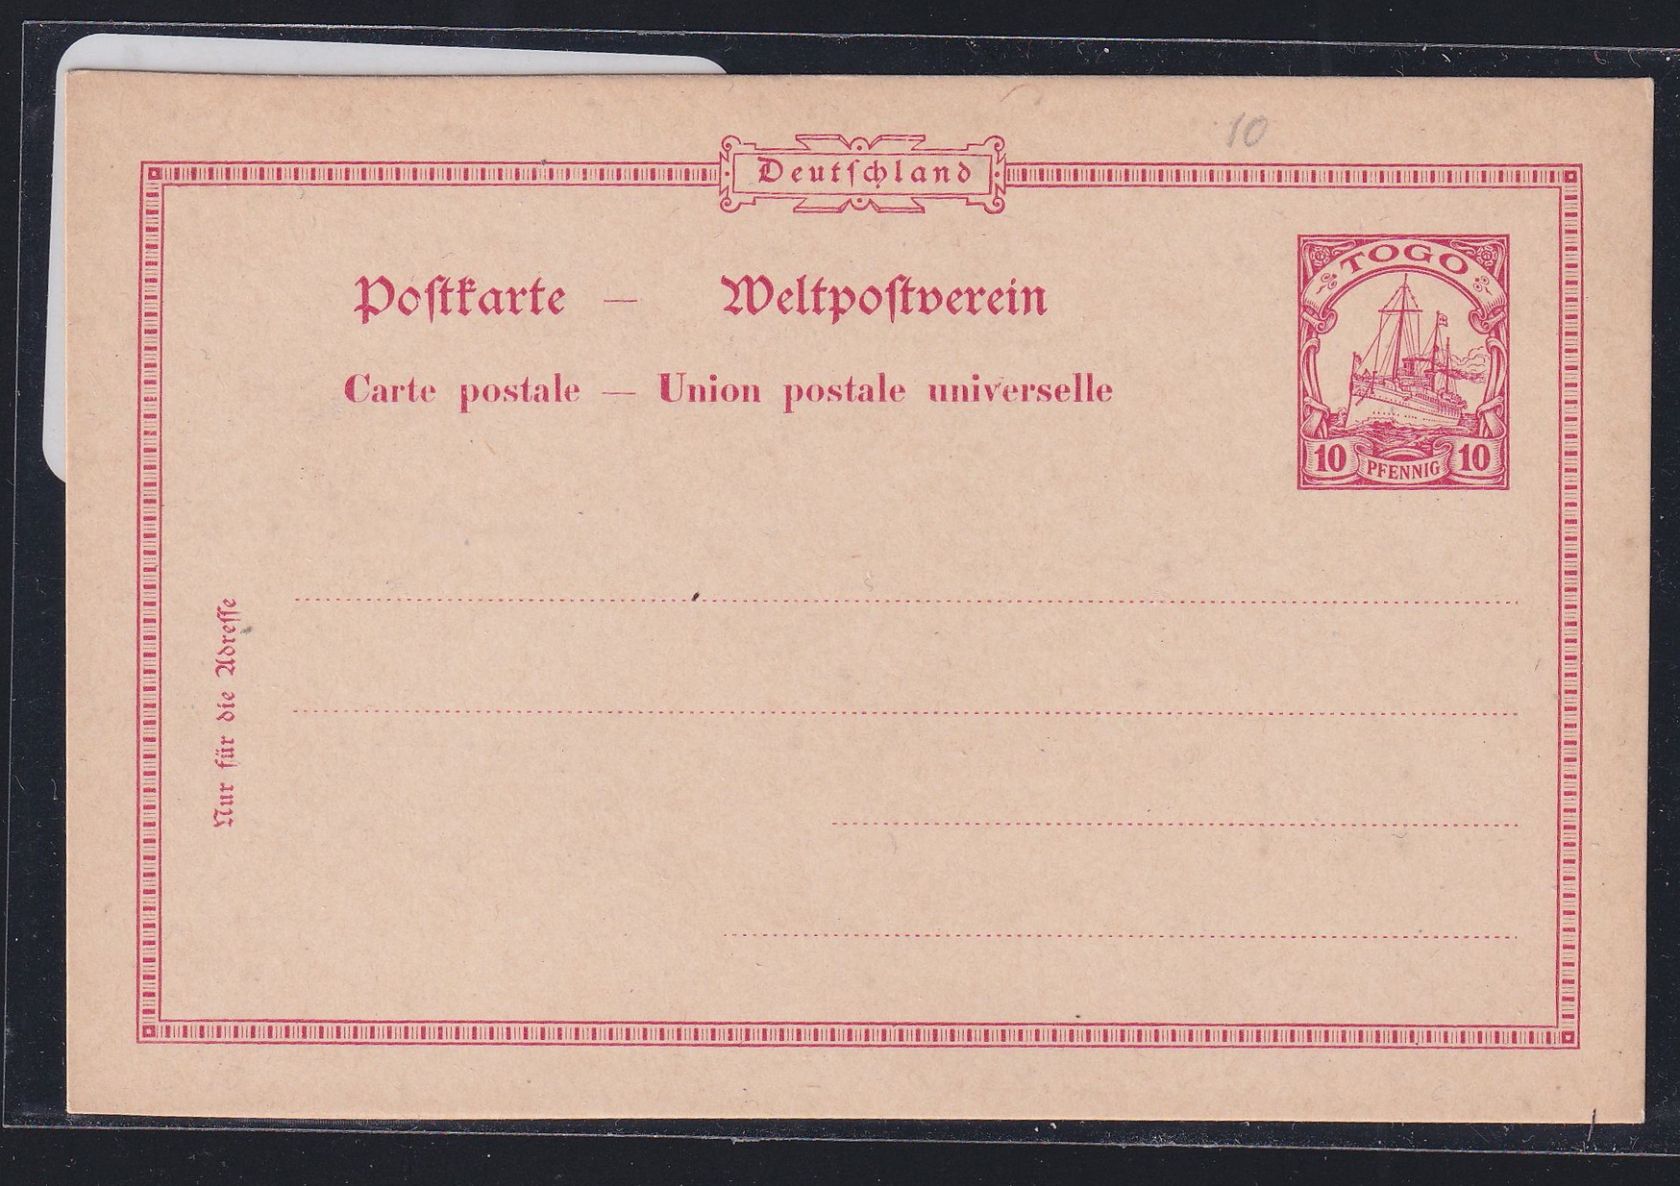 10
Deutſchland
TOGO
Poſtkarte — Weltpoſtverein
Carte postale — Union postale universelle
10 PFENNIG 10
Nur für die Adreſſe